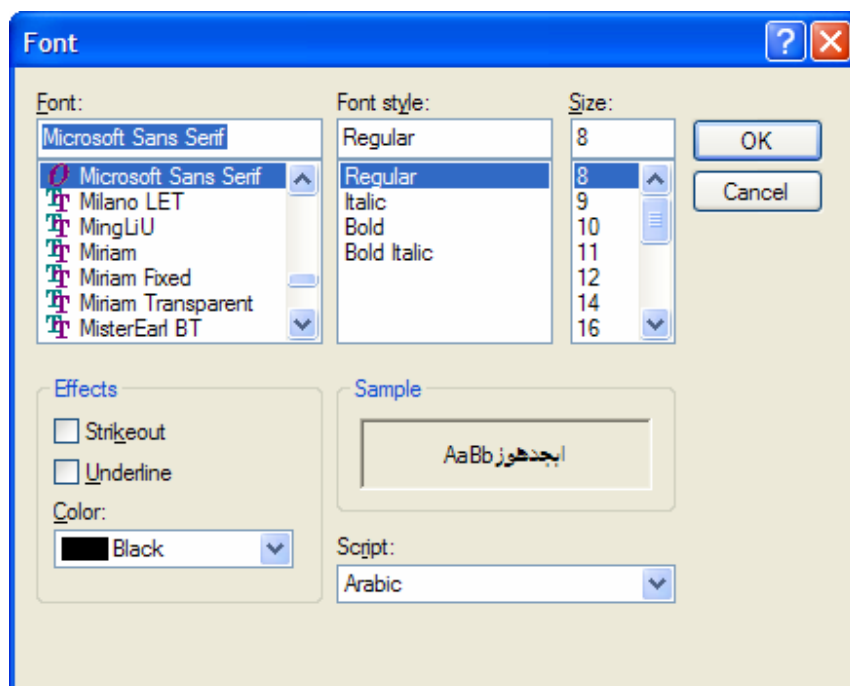 Font
Font:
Font style:
Size:
Microsoft Sans Serif
Regular
8
OK
Microsoft Sans Serif
Milano LET
MingLiU
Miriam
Miriam Fixed
Miriam Transparent
MisterEarl BT
Regular
Italic
Bold
Bold Italic
8
9
10
11
12
14
16
Cancel
Effects
Strikeout
Underline
Color:
Black
Sample
AaBbابجدهوز
Script:
Arabic